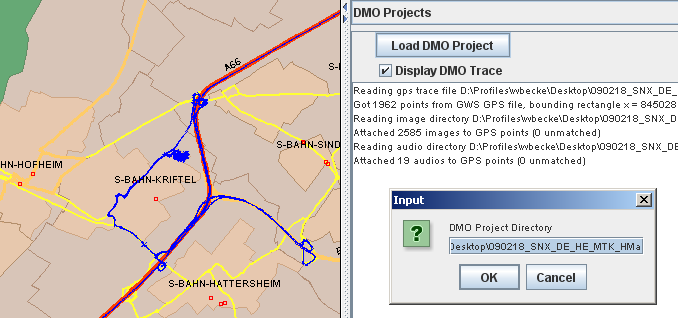 DMO Projects
Load DMO Project
Display DMO Trace
Reading gps trace file D:\Profiles\wbecke\Desktop\090218_SNX_DE_
Got 1962 points from GWS GPS file, bounding rectangle x = 845028
Reading image directory D:\Profiles\wbecke\Desktop\090218_SNX_DE
Attached 2585 images to GPS points (0 unmatched)
Reading audio directory D:\Profiles\wbecke\Desktop\090218_SNX_DE
Attached 19 audios to GPS points (0 unmatched)
Input
DMO Project Directory
Desktop\090218_SNX_DE_HE_MTK_HMa
OK
Cancel
A66
S-
S-BAHN-SIND
HN-HOFHEIM
S-BAHN-KRIFTEL
S-BAHN-HATTERSHEIM